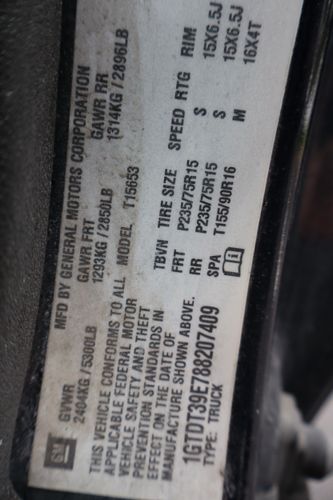 MFD BY GENERAL MOTORS CORPORATION
GVWR GAWR FRT GAWR RR
2404KG / 5300LB 1293KG / 2850LB 1314KG / 2896LB
THIS VEHICLE CONFORMS TO ALL
APPLICABLE FEDERAL MOTOR
VEHICLE SAFETY AND THEFT
PREVENTION STANDARDS IN
EFFECT ON THE DATE OF
MANUFACTURE SHOWN ABOVE.
1GTDT39E788207409
TYPE: TRUCK
MODEL T15653
TBVN TIRE SIZE SPEED RTG RIM
FRT P235/75R15 S 15X6.5J
RR P235/75R15 S 15X6.5J
SPA T155/90R16 M 16X4T
GM